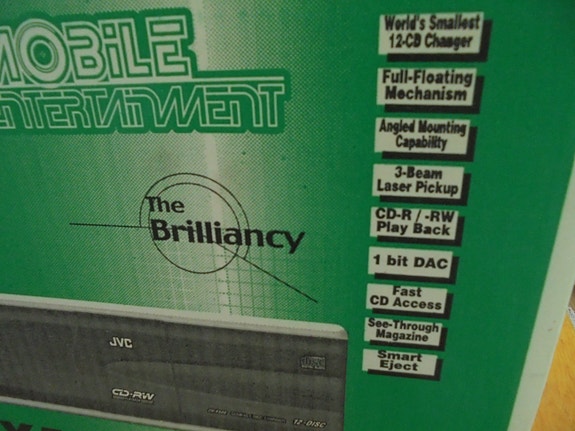 MOBILE
ENTERTAINMENT
World's Smallest
12-CD Changer
Full-Floating
Mechanism
Angled Mounting
Capability
3-Beam
Laser Pickup
CD-R / -RW
Play Back
1 bit DAC
Fast
CD Access
See-Through
Magazine
Smart
Eject
The
Brilliancy
JVC
CD-RW
12-DISC